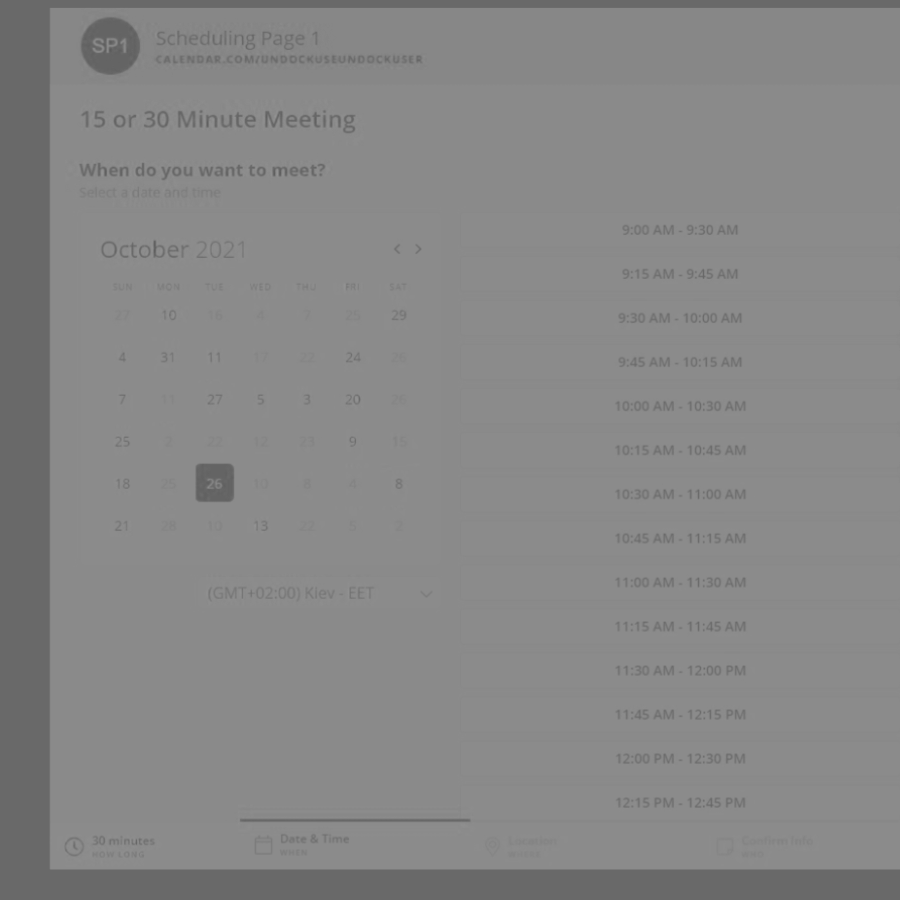 SP1
Scheduling Page 1
CALENDAR.COM/UNDOCKUSEUNDOCKUSER
15 or 30 Minute Meeting
When do you want to meet?
Select a date and time
October 2021
SUN MON TUE WED THU FRI SAT
27 10 16 4 7 25 29
4 31 11 17 22 24 26
7 11 27 5 3 20
25 2 22 12 23 9 15
18 25 26 10 8 4 8
21 28 10 13 22
(GMT+02:00) Kiev - EET
9:00 AM - 9:30 AM
9:15 AM - 9:45 AM
9:30 AM - 10:00 AM
9:45 AM - 10:15 AM
10:00 AM - 10:30 AM
10:15 AM - 10:45 AM
10:30 AM - 11:00 AM
10:45 AM - 11:15 AM
11:00 AM - 11:30 AM
11:15 AM - 11:45 AM
11:30 AM - 12:00 PM
11:45 AM - 12:15 PM
12:00 PM - 12:30 PM
12:15 PM - 12:45 PM
30 minutes
HOW LONG
Date & Time
WHEN
Location
Confirm Info